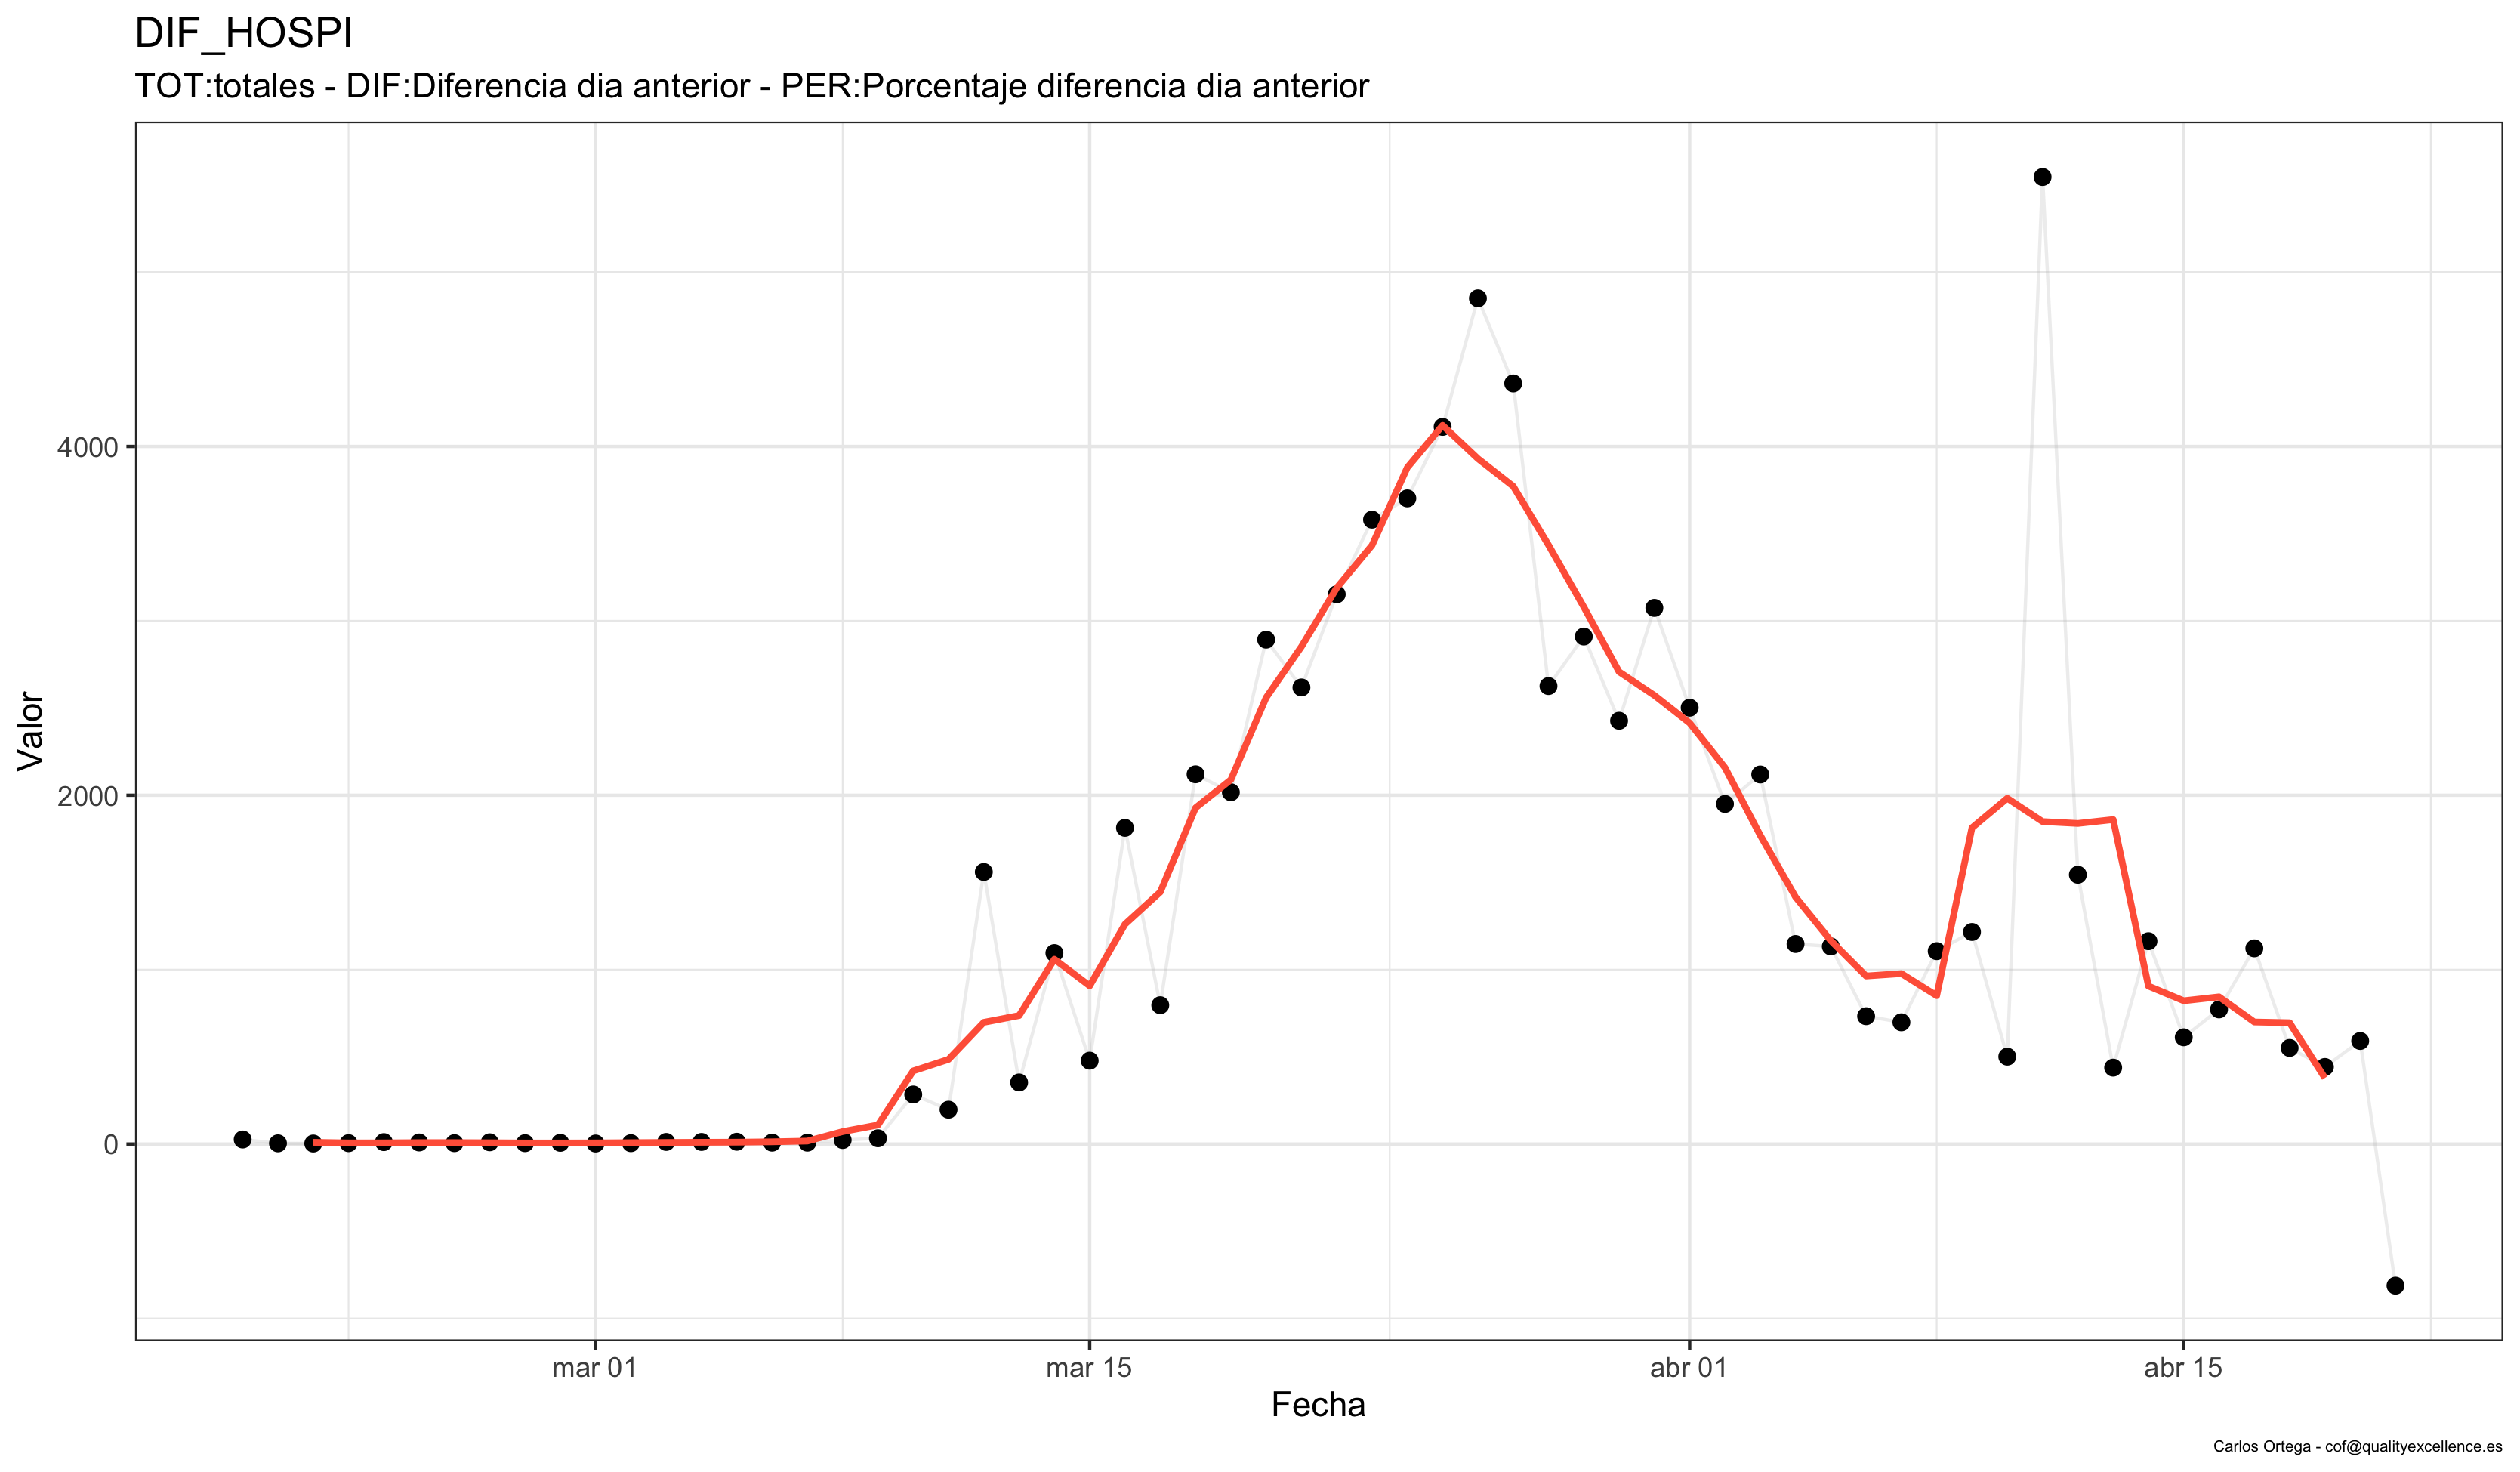 DIF_HOSPI
TOT:totales - DIF:Diferencia dia anterior - PER:Porcentaje diferencia dia anterior
Valor
4000
2000
0
mar 01
mar 15
abr 01
abr 15
Fecha
Carlos Ortega - cof@qualityexcellence.es